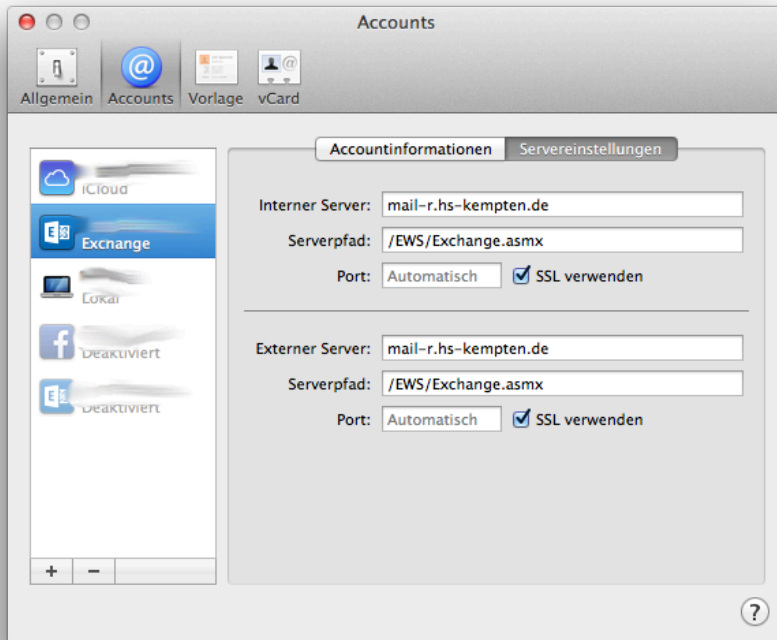 Accounts
Allgemein Accounts Vorlage vCard
Accountinformationen Servereinstellungen
iCloud
Exchange
Lokal
Deaktiviert
Deaktiviert
Interner Server: mail-r.hs-kempten.de
Serverpfad: /EWS/Exchange.asmx
Port: Automatisch SSL verwenden
Externer Server: mail-r.hs-kempten.de
Serverpfad: /EWS/Exchange.asmx
Port: Automatisch SSL verwenden
+ −
?